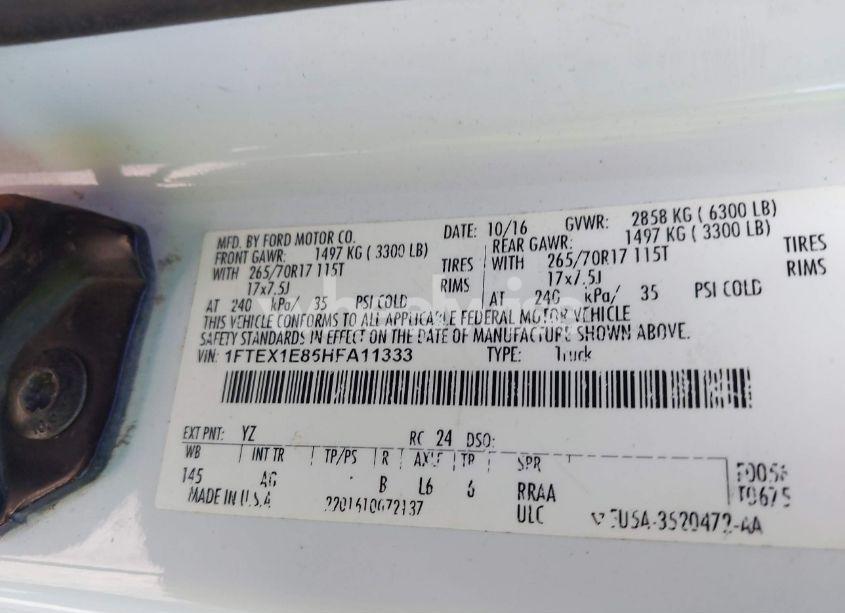 MFD. BY FORD MOTOR CO. DATE: 10/16 GVWR: 2858 KG ( 6300 LB)
FRONT GAWR: 1497 KG ( 3300 LB) REAR GAWR: 1497 KG ( 3300 LB)
WITH 265/70R17 115T TIRES WITH 265/70R17 115T TIRES
17x7.5J RIMS 17x7.5J RIMS
AT 240 kPa/ 35 PSI COLD AT 240 kPa/ 35 PSI COLD
THIS VEHICLE CONFORMS TO ALL APPLICABLE FEDERAL MOTOR VEHICLE
SAFETY STANDARDS IN EFFECT ON THE DATE OF MANUFACTURE SHOWN ABOVE.
VIN: 1FTEX1E85HFA11333 TYPE: Truck
EXT PNT: YZ RC 24 DSO:
WB INT TR TP/PS R AXLE TR SPR
145 AG B L6 6 RRAA
MADE IN U.S.A ULC